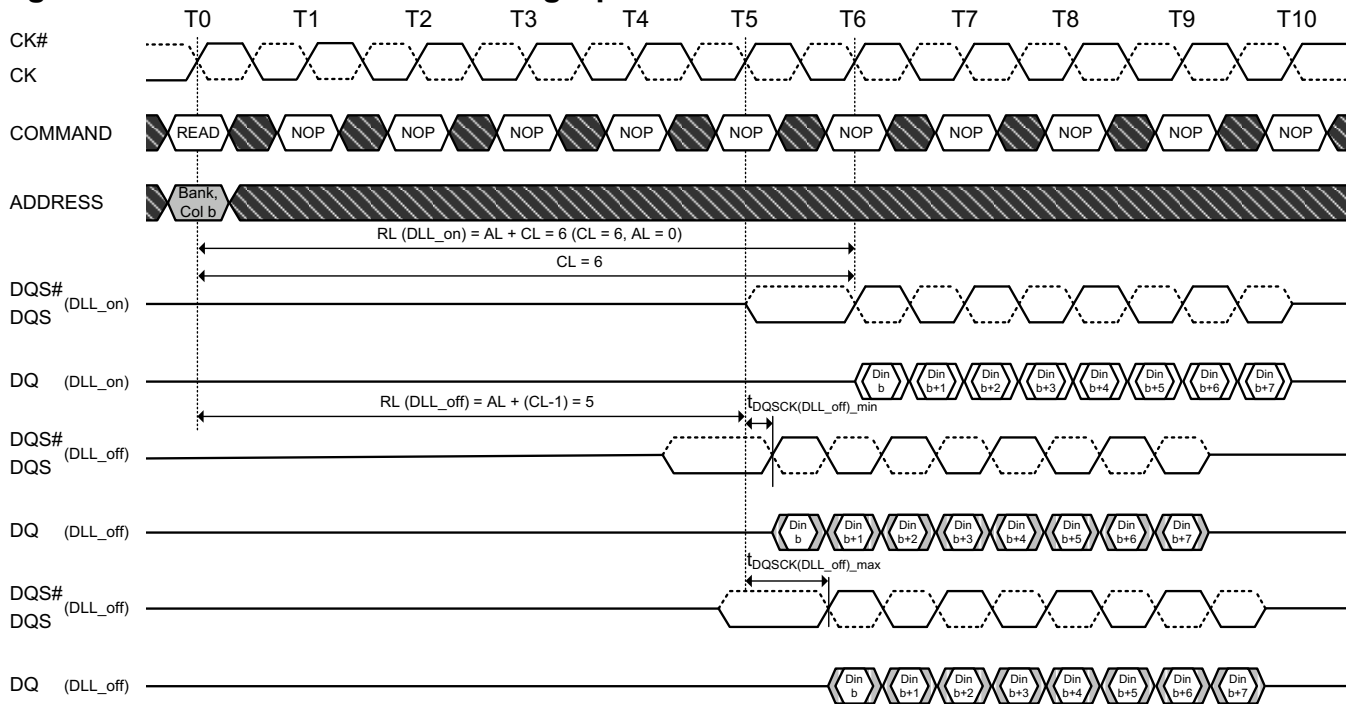 T0 T1 T2 T3 T4 T5 T6 T7 T8 T9 T10
CK#
CK
COMMAND READ NOP NOP NOP NOP NOP NOP NOP NOP NOP NOP
ADDRESS Bank,
Col b
RL (DLL_on) = AL + CL = 6 (CL = 6, AL = 0)
CL = 6
DQS# (DLL_on)
DQS
DQ (DLL_on) Din b Din b+1 Din b+2 Din b+3 Din b+4 Din b+5 Din b+6 Din b+7
RL (DLL_off) = AL + (CL-1) = 5 tDQSCK(DLL_off)_min
DQS# (DLL_off)
DQS
DQ (DLL_off) Din b Din b+1 Din b+2 Din b+3 Din b+4 Din b+5 Din b+6 Din b+7
tDQSCK(DLL_off)_max
DQS# (DLL_off)
DQS
DQ (DLL_off) Din b Din b+1 Din b+2 Din b+3 Din b+4 Din b+5 Din b+6 Din b+7